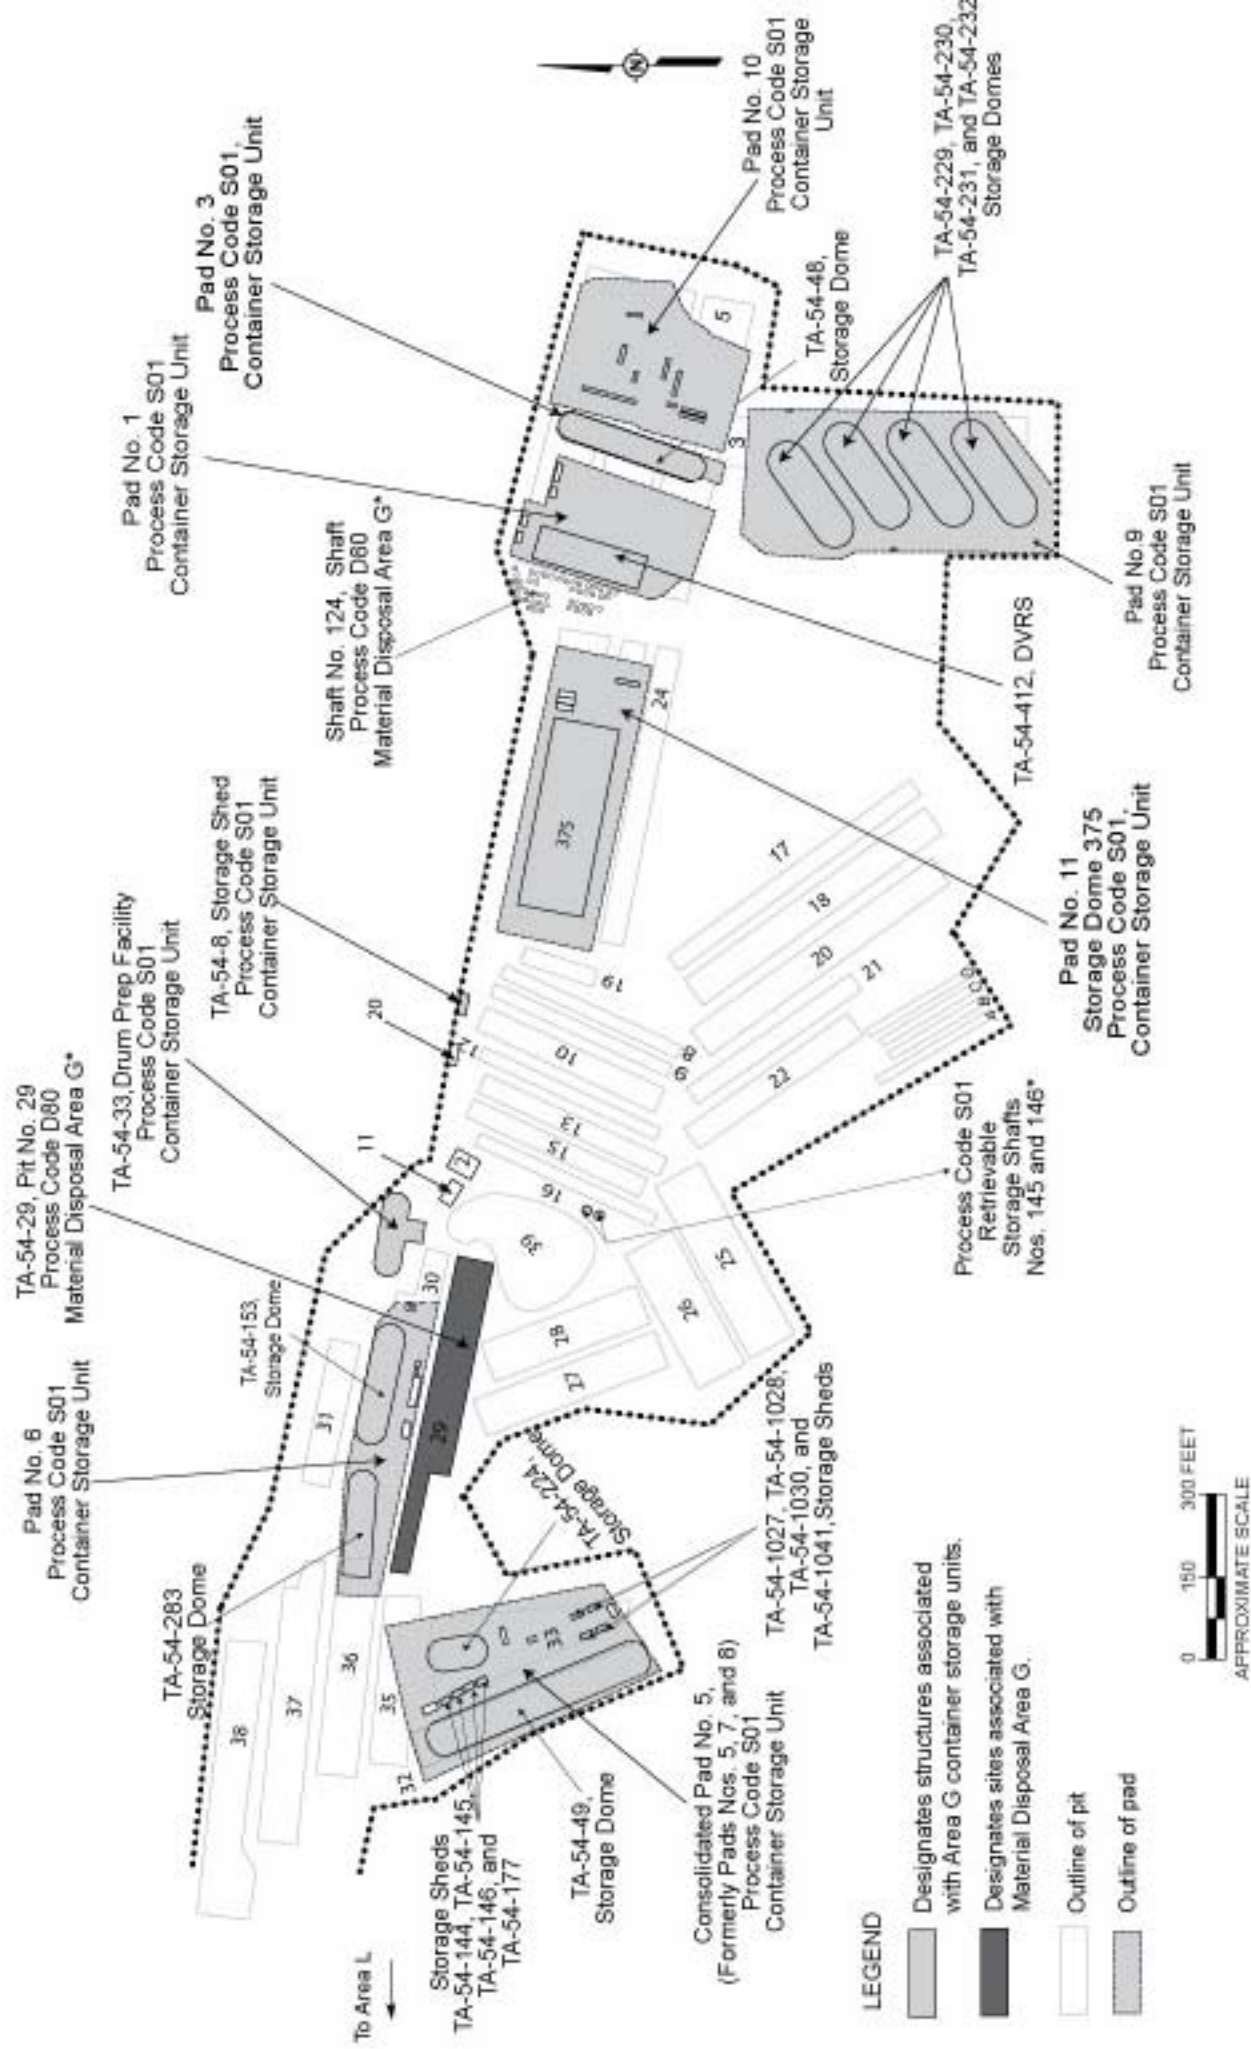 Pad No. 6
Process Code S01
Container Storage Unit
TA-54-29, Pit No. 29
Process Code D80
Material Disposal Area G*
TA-54-33, Drum Prep Facility
Process Code S01
Container Storage Unit
TA-54-8, Storage Shed
Process Code S01
Container Storage Unit
Shaft No. 124, Shaft
Process Code D80
Material Disposal Area G*
Pad No. 1
Process Code S01
Container Storage Unit
Pad No. 3
Process Code S01,
Container Storage Unit
N
Pad No. 10
Process Code S01
Container Storage
Unit
TA-54-229, TA-54-230,
TA-54-231, and TA-54-232
Storage Domes
TA-54-48,
Storage Dome
TA-54-283
Storage Dome
TA-54-153,
Storage Dome
11
20
38
37
36
35
32
31
30
29
33
28
27
26
25
39
2
16
15
13
10
12
7
9
8
19
22
21
20
18
17
A B C D
375
24
3
1
5
TA-54-224,
Storage Dome
To Area L
Storage Sheds
TA-54-144, TA-54-145,
TA-54-146, and
TA-54-177
TA-54-49,
Storage Dome
Consolidated Pad No. 5,
(Formerly Pads Nos. 5, 7, and 8)
Process Code S01
Container Storage Unit
TA-54-1027, TA-54-1028,
TA-54-1030, and
TA-54-1041, Storage Sheds
Process Code S01
Retrievable
Storage Shafts
Nos. 145 and 146*
Pad No. 11
Storage Dome 375
Process Code S01,
Container Storage Unit
TA-54-412, DVRS
Pad No.9
Process Code S01
Container Storage Unit
LEGEND
Designates structures associated
with Area G container storage units.
Designates sites associated with
Material Disposal Area G.
Outline of pit
Outline of pad
0 150 300 FEET
APPROXIMATE SCALE